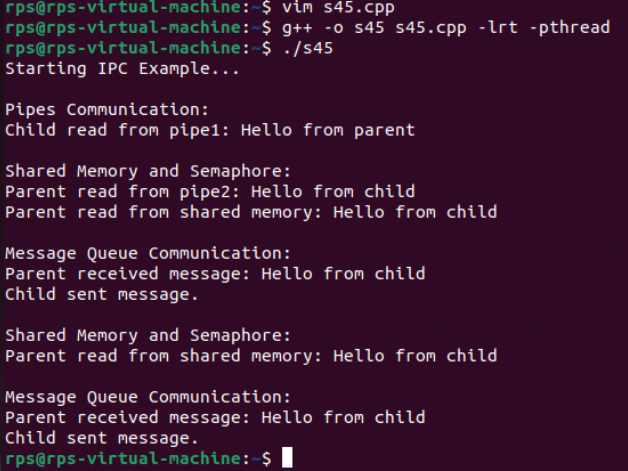 rps@rps-virtual-machine:~$ vim s45.cpp
rps@rps-virtual-machine:~$ g++ -o s45 s45.cpp -lrt -pthread
rps@rps-virtual-machine:~$ ./s45
Starting IPC Example...
Pipes Communication:
Child read from pipe1: Hello from parent
Shared Memory and Semaphore:
Parent read from pipe2: Hello from child
Parent read from shared memory: Hello from child
Message Queue Communication:
Parent received message: Hello from child
Child sent message.
Shared Memory and Semaphore:
Parent read from shared memory: Hello from child
Message Queue Communication:
Parent received message: Hello from child
Child sent message.
rps@rps-virtual-machine:~$